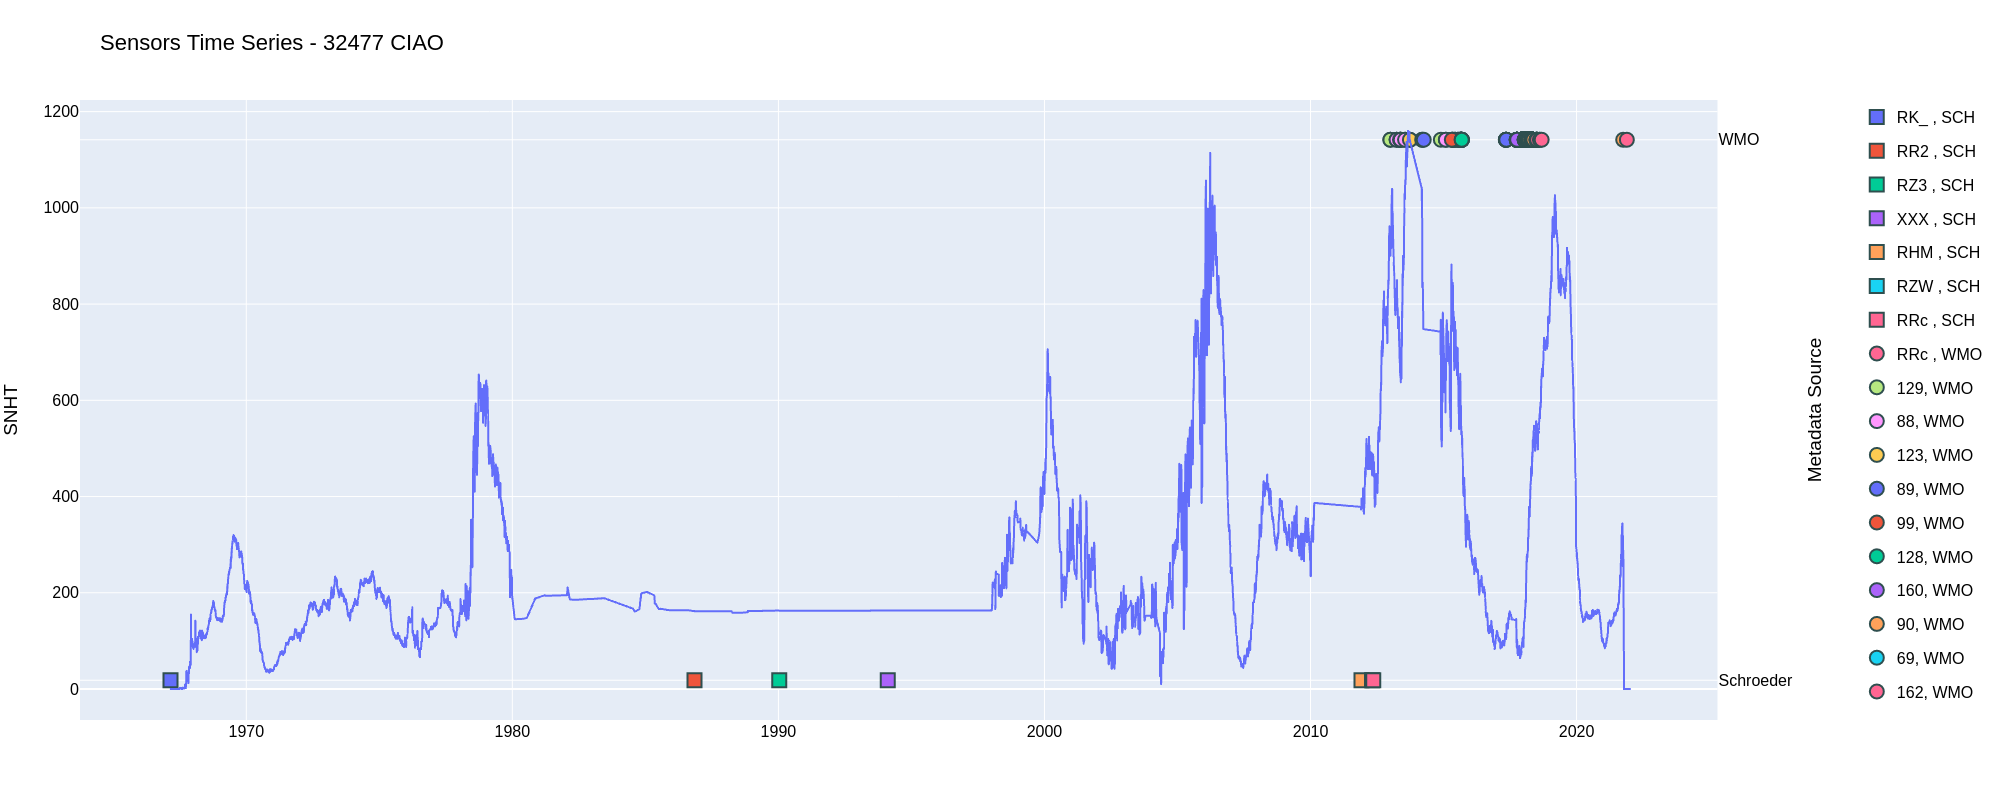 Sensors Time Series - 32477 CIAO
SNHT
1200
1000
800
600
400
200
0
1970
1980
1990
2000
2010
2020
WMO
Schroeder
Metadata Source
RK_ , SCH
RR2 , SCH
RZ3 , SCH
XXX , SCH
RHM , SCH
RZW , SCH
RRc , SCH
RRc , WMO
129, WMO
88, WMO
123, WMO
89, WMO
99, WMO
128, WMO
160, WMO
90, WMO
69, WMO
162, WMO